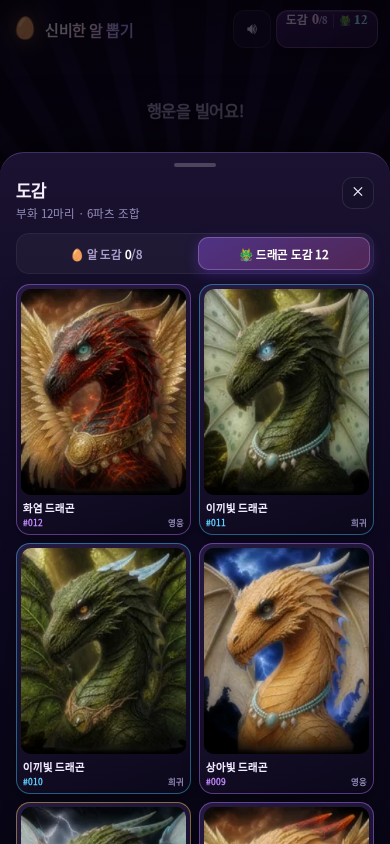 신비한 알 뽑기
도감 0/8 12
행운을 빌어요!
도감
부화 12마리 · 6파츠 조합
알 도감 0/8
드래곤 도감 12
화염 드래곤
#012 영웅
이끼빛 드래곤
#011 희귀
이끼빛 드래곤
#010 희귀
상아빛 드래곤
#009 영웅